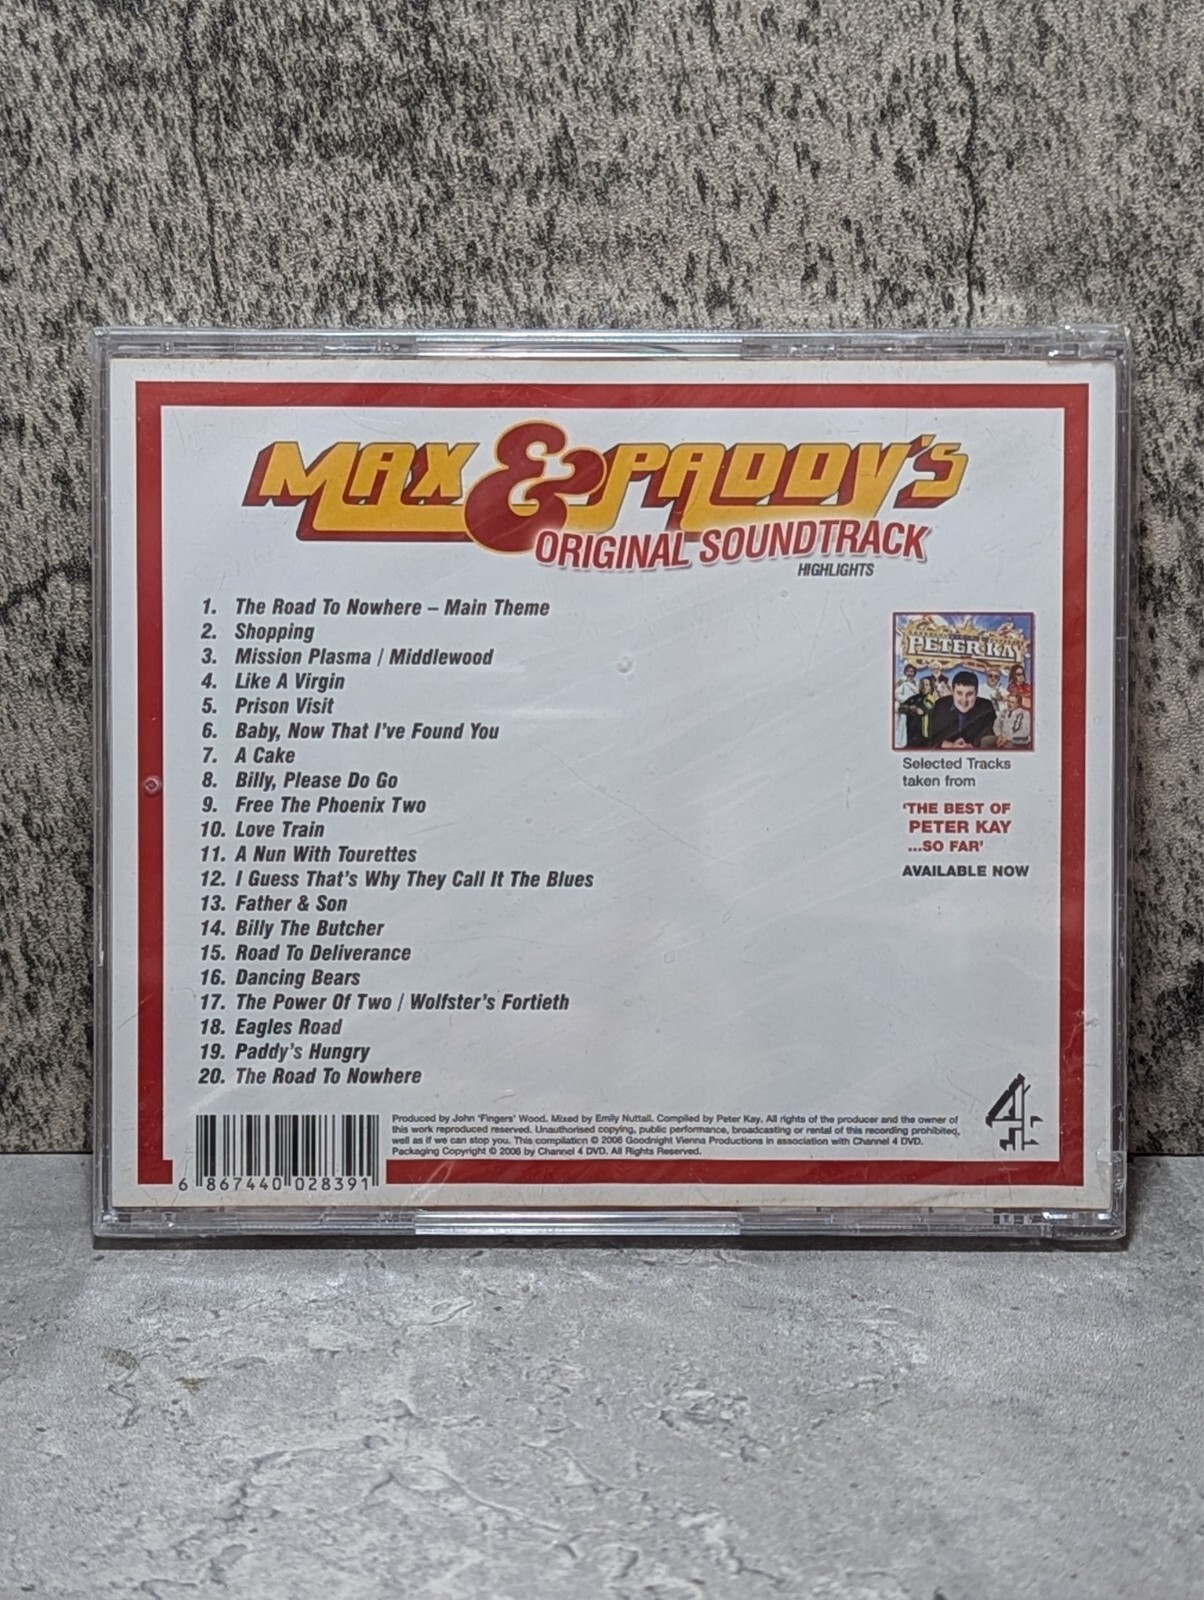 MAX & PADDY'S
ORIGINAL SOUNDTRACK
HIGHLIGHTS
1. The Road To Nowhere – Main Theme
2. Shopping
3. Mission Plasma / Middlewood
4. Like A Virgin
5. Prison Visit
6. Baby, Now That I've Found You
7. A Cake
8. Billy, Please Do Go
9. Free The Phoenix Two
10. Love Train
11. A Nun With Tourettes
12. I Guess That's Why They Call It The Blues
13. Father & Son
14. Billy The Butcher
15. Road To Deliverance
16. Dancing Bears
17. The Power Of Two / Wolfster's Fortieth
18. Eagles Road
19. Paddy's Hungry
20. The Road To Nowhere
PETER KAY
Selected Tracks
taken from
'THE BEST OF
PETER KAY
...SO FAR'
AVAILABLE NOW
Produced by John 'Fingers' Wood. Mixed by Emily Nuttall. Compiled by Peter Kay. All rights of the producer and the owner of
this work reproduced reserved. Unauthorised copying, public performance, broadcasting or rental of this recording prohibited,
well as if we can stop you. This compilation © 2006 Goodnight Vienna Productions in association with Channel 4 DVD.
Packaging Copyright © 2006 by Channel 4 DVD. All Rights Reserved.
4
6 867440 028391